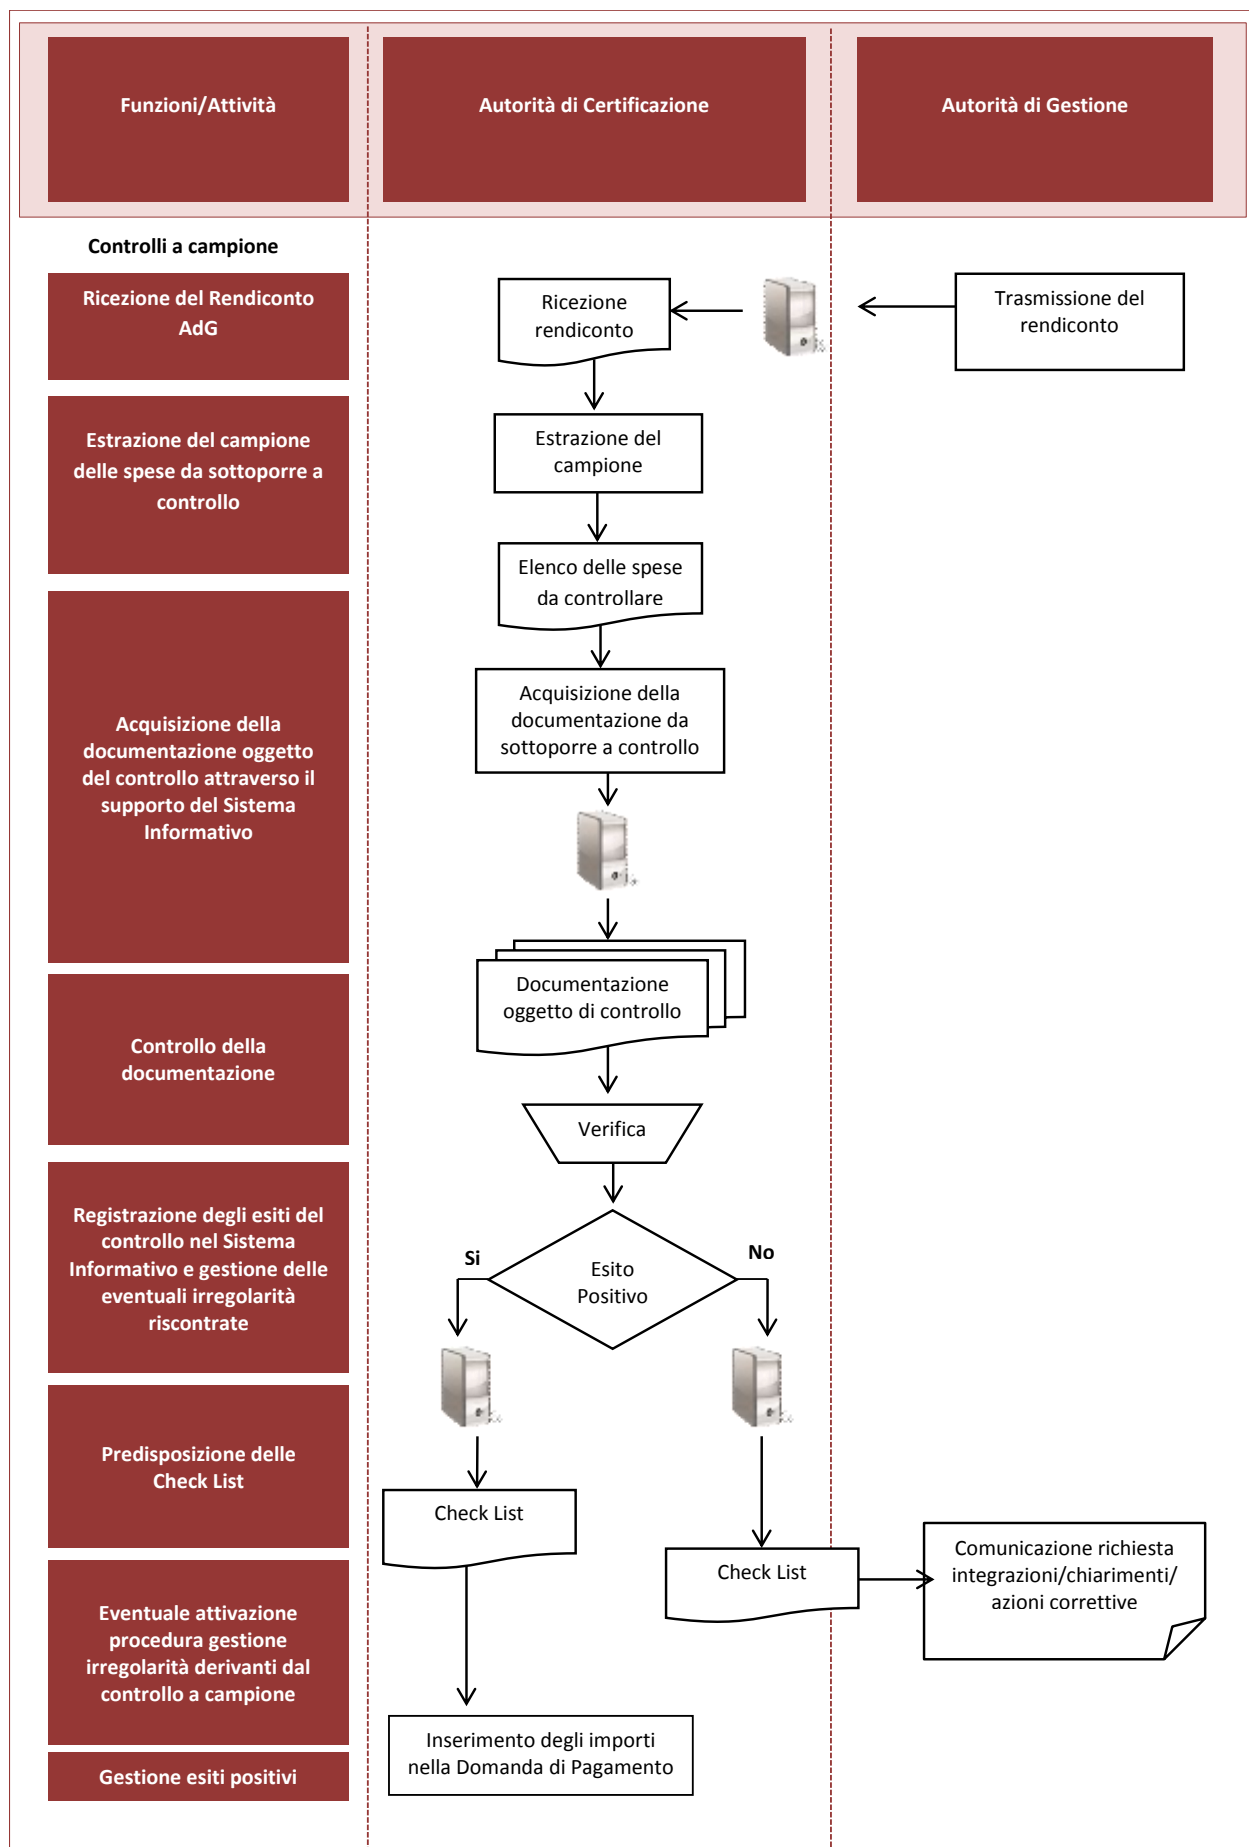 Funzioni/Attività
Autorità di Certificazione
Autorità di Gestione
Controlli a campione
Ricezione del Rendiconto
AdG
Ricezione
rendiconto
Trasmissione del
rendiconto
Estrazione del campione
delle spese da sottoporre a
controllo
Estrazione del
campione
Elenco delle spese
da controllare
Acquisizione della
documentazione oggetto
del controllo attraverso il
supporto del Sistema
Informativo
Acquisizione della
documentazione da
sottoporre a controllo
Documentazione
oggetto di controllo
Controllo della
documentazione
Verifica
Registrazione degli esiti del
controllo nel Sistema
Informativo e gestione delle
eventuali irregolarità
riscontrate
Si
No
Esito
Positivo
Predisposizione delle
Check List
Check List
Check List
Comunicazione richiesta
integrazioni/chiarimenti/
azioni correttive
Eventuale attivazione
procedura gestione
irregolarità derivanti dal
controllo a campione
Inserimento degli importi
nella Domanda di Pagamento
Gestione esiti positivi